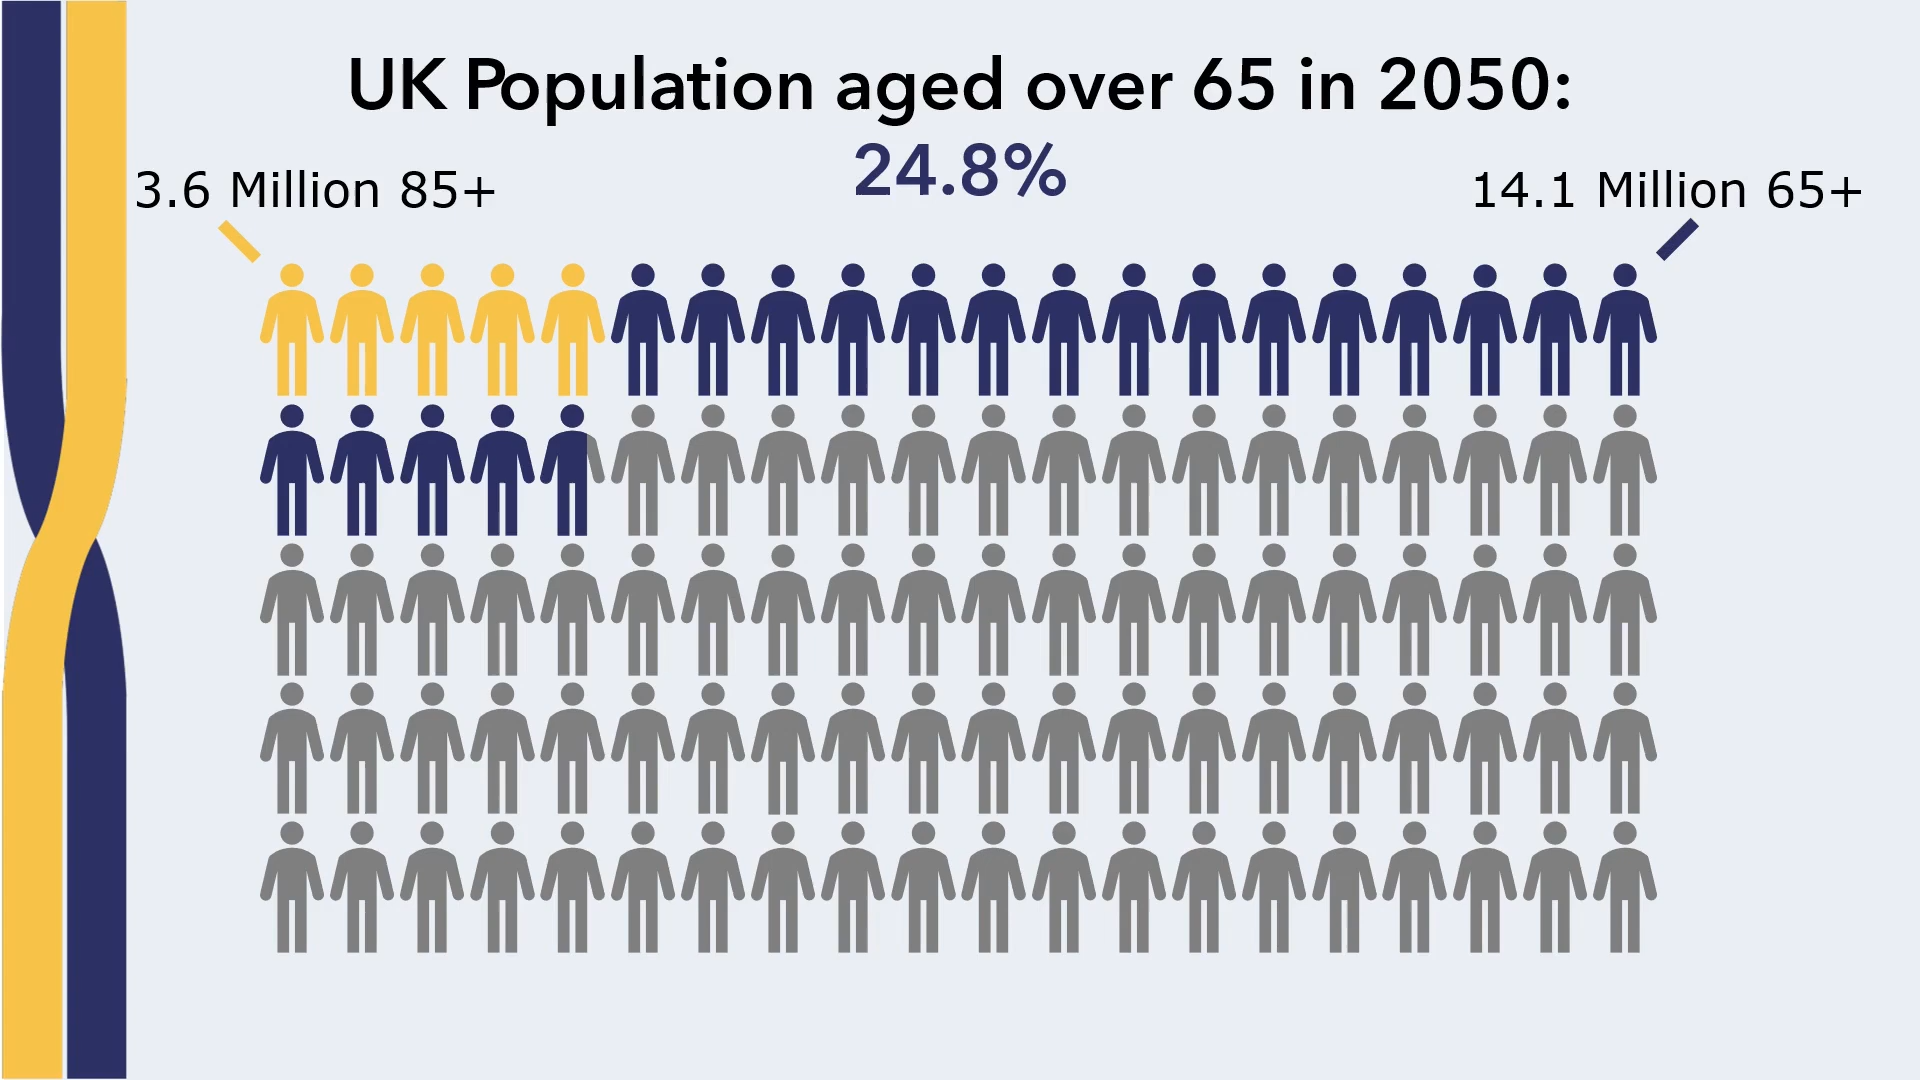 UK Population aged over 65 in 2050:
24.8%
3.6 Million 85+
14.1 Million 65+